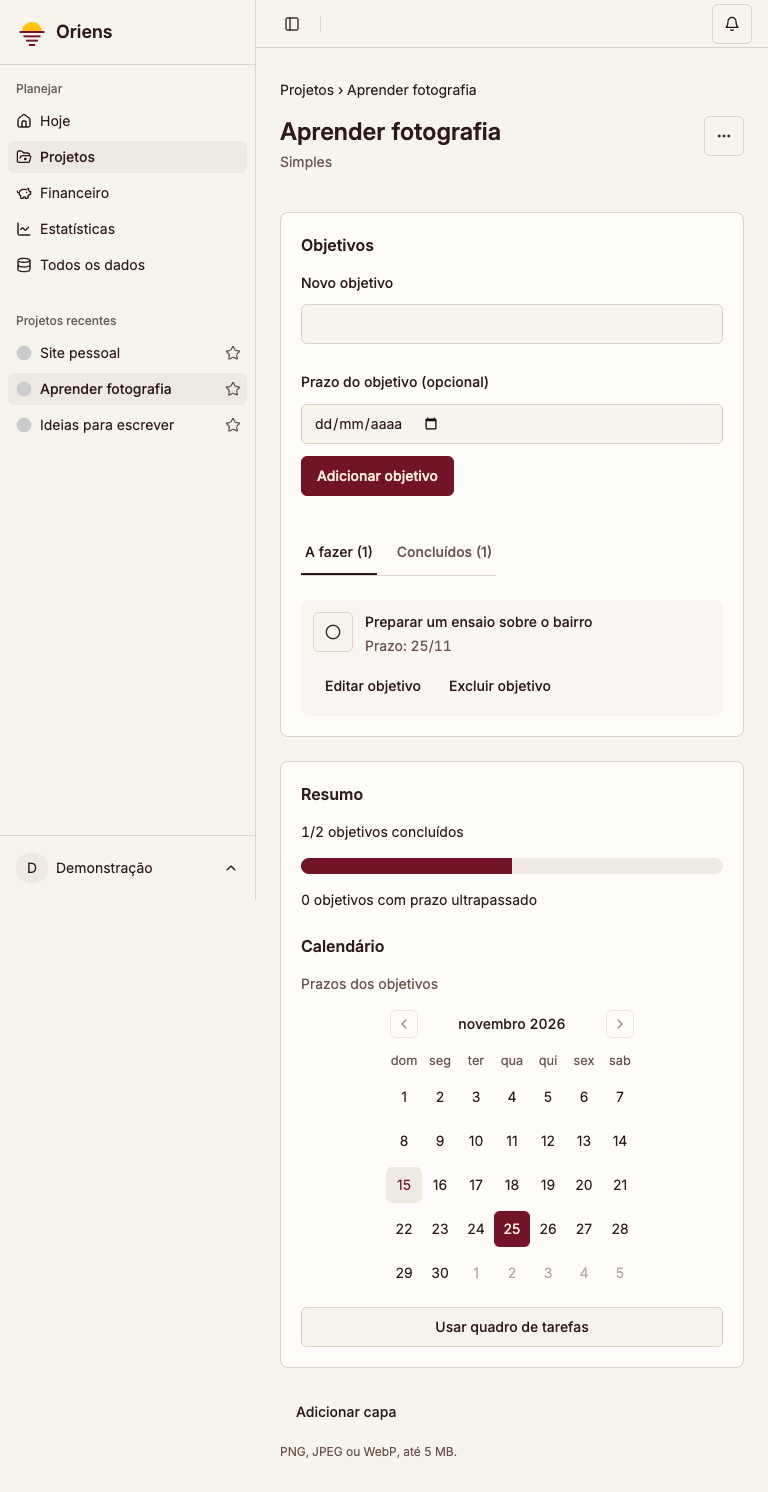 Oriens
Planejar
Hoje
Projetos
Financeiro
Estatísticas
Todos os dados
Projetos recentes
Site pessoal
Aprender fotografia
Ideias para escrever
D Demonstração
Projetos › Aprender fotografia
Aprender fotografia
Simples
Objetivos
Novo objetivo
Prazo do objetivo (opcional)
dd/mm/aaaa
Adicionar objetivo
A fazer (1) Concluídos (1)
Preparar um ensaio sobre o bairro
Prazo: 25/11
Editar objetivo Excluir objetivo
Resumo
1/2 objetivos concluídos
0 objetivos com prazo ultrapassado
Calendário
Prazos dos objetivos
novembro 2026
dom seg ter qua qui sex sab
1 2 3 4 5 6 7
8 9 10 11 12 13 14
15 16 17 18 19 20 21
22 23 24 25 26 27 28
29 30 1 2 3 4 5
Usar quadro de tarefas
Adicionar capa
PNG, JPEG ou WebP, até 5 MB.